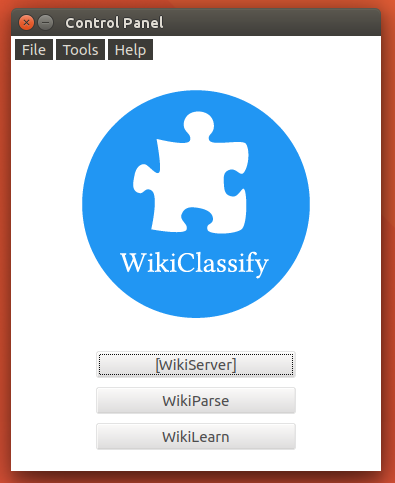 Control Panel
File Tools Help
WikiClassify
[WikiServer]
WikiParse
WikiLearn